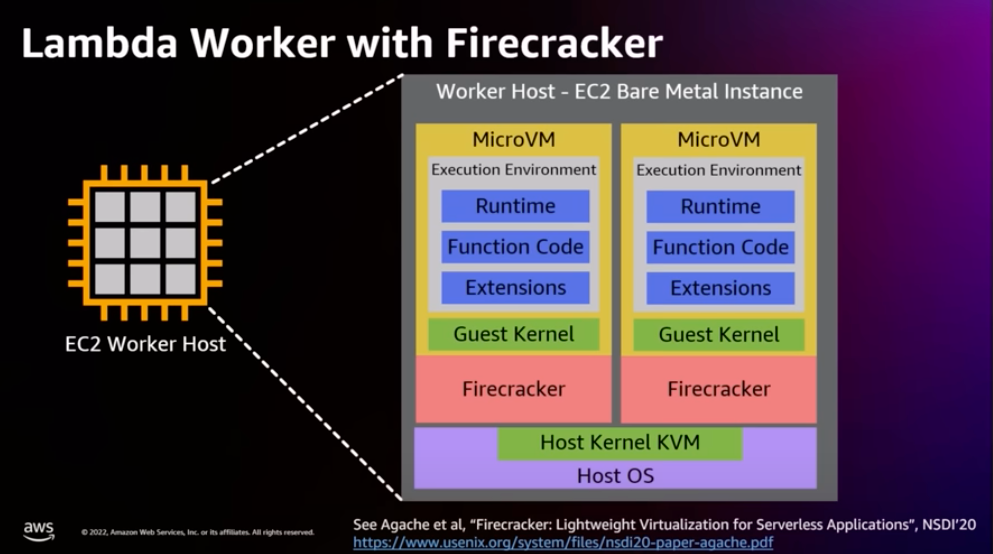 Lambda Worker with Firecracker
Worker Host - EC2 Bare Metal Instance
MicroVM
Execution Environment
Runtime
Function Code
Extensions
Guest Kernel
Firecracker
MicroVM
Execution Environment
Runtime
Function Code
Extensions
Guest Kernel
Firecracker
Host Kernel KVM
Host OS
EC2 Worker Host
aws
© 2022, Amazon Web Services, Inc. or its affiliates. All rights reserved.
See Agache et al, “Firecracker: Lightweight Virtualization for Serverless Applications”, NSDI’20
https://www.usenix.org/system/files/nsdi20-paper-agache.pdf